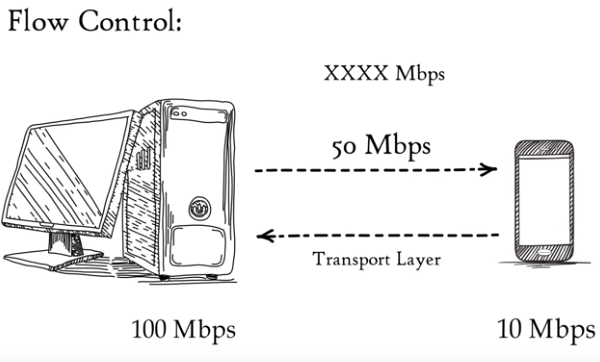 Flow Control:
XXXX Mbps
50 Mbps
Transport Layer
100 Mbps
10 Mbps